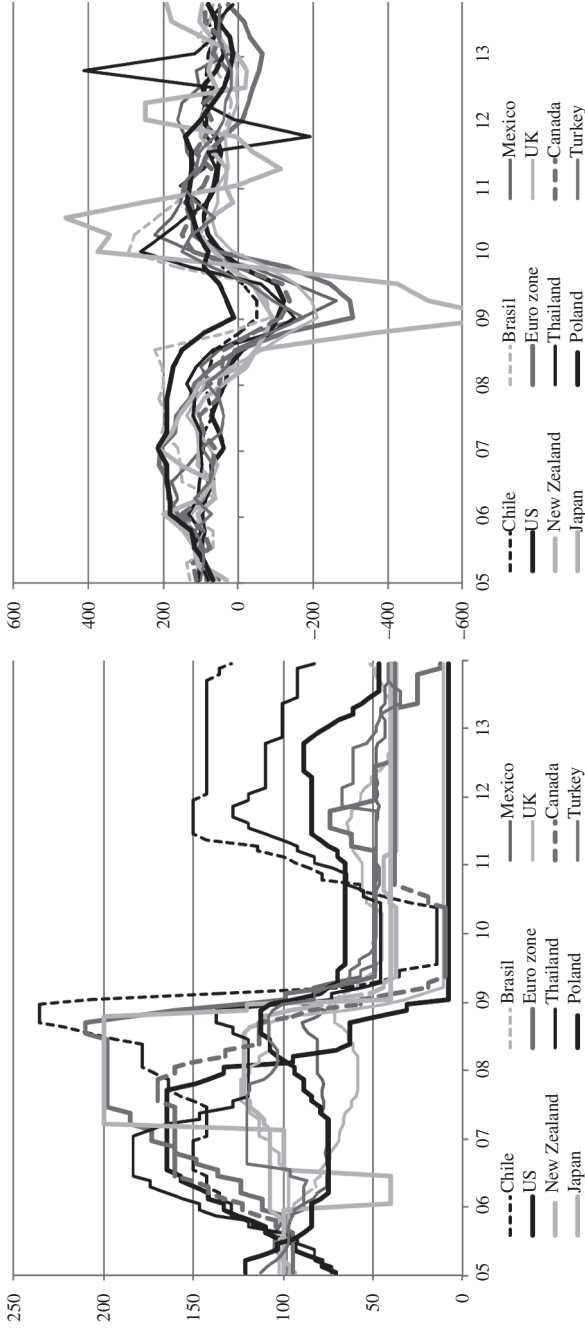 250
200
150
100
50
0
05 06 07 08 09 10 11 12 13
Chile Brasil Mexico
US Euro zone UK
New Zealand Thailand Canada
Japan Poland Turkey
600
400
200
0
−200
−400
−600
05 06 07 08 09 10 11 12 13
Chile Brasil Mexico
US Euro zone UK
New Zealand Thailand Canada
Japan Poland Turkey